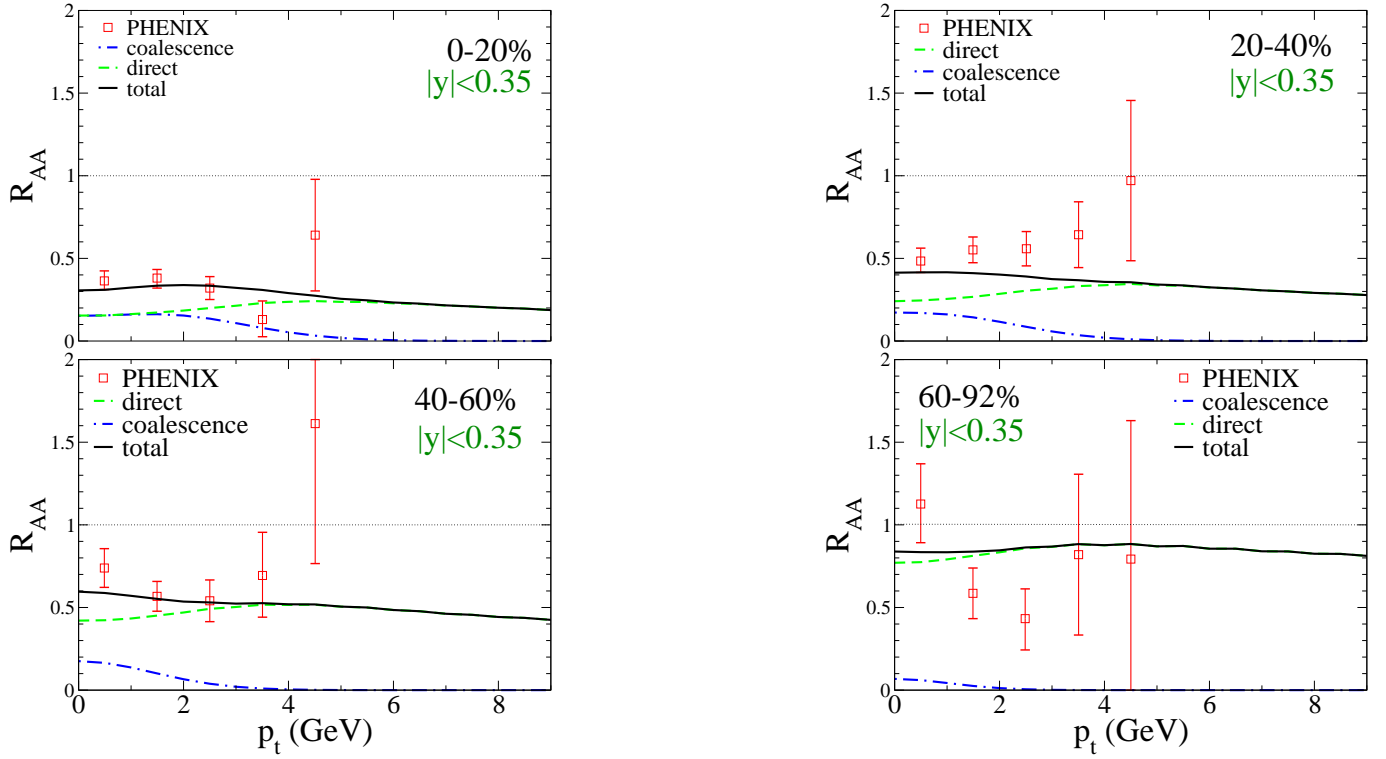 2
1.5
1
0.5
0
R_AA
PHENIX
coalescence
direct
total
0-20%
|y|<0.35
2
1.5
1
0.5
0
R_AA
PHENIX
direct
coalescence
total
20-40%
|y|<0.35
2
1.5
1
0.5
0
R_AA
PHENIX
direct
coalescence
total
40-60%
|y|<0.35
0 2 4 6 8
p_t (GeV)
2
1.5
1
0.5
0
R_AA
60-92%
|y|<0.35
PHENIX
coalescence
direct
total
0 2 4 6 8
p_t (GeV)